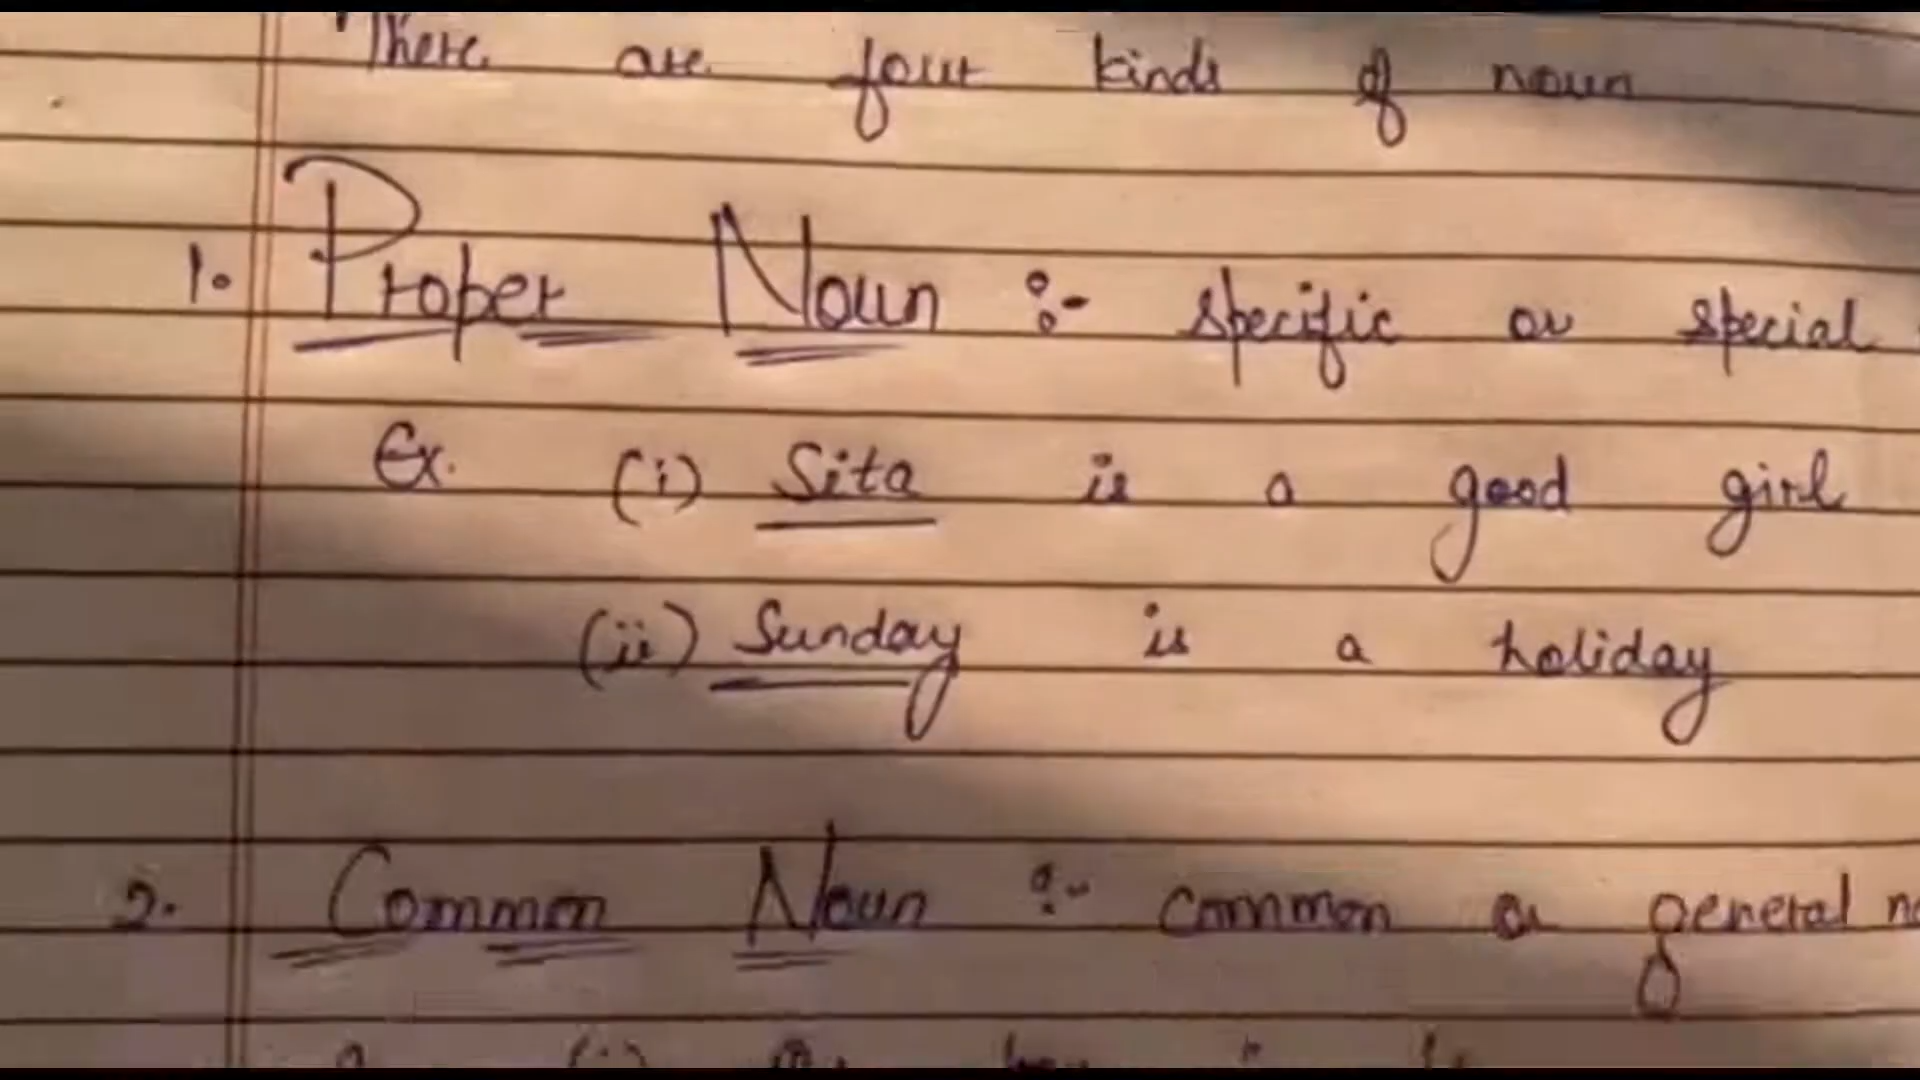 There are four kinds of noun
1. Proper Noun :- specific or special
Ex. (i) Sita is a good girl
(ii) Sunday is a holiday
2. Common Noun :- common or general